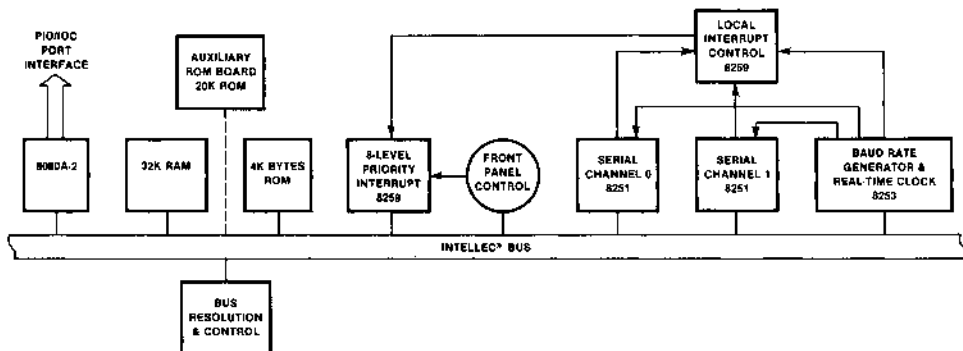 PIO/IOC
PORT
INTERFACE
AUXILIARY
ROM BOARD
20K ROM
LOCAL
INTERRUPT
CONTROL
8259
8080A-2
32K RAM
4K BYTES
ROM
8-LEVEL
PRIORITY
INTERRUPT
8259
FRONT
PANEL
CONTROL
SERIAL
CHANNEL 0
8251
SERIAL
CHANNEL 1
8251
BAUD RATE
GENERATOR &
REAL-TIME CLOCK
8253
INTELLEC® BUS
BUS
RESOLUTION
& CONTROL